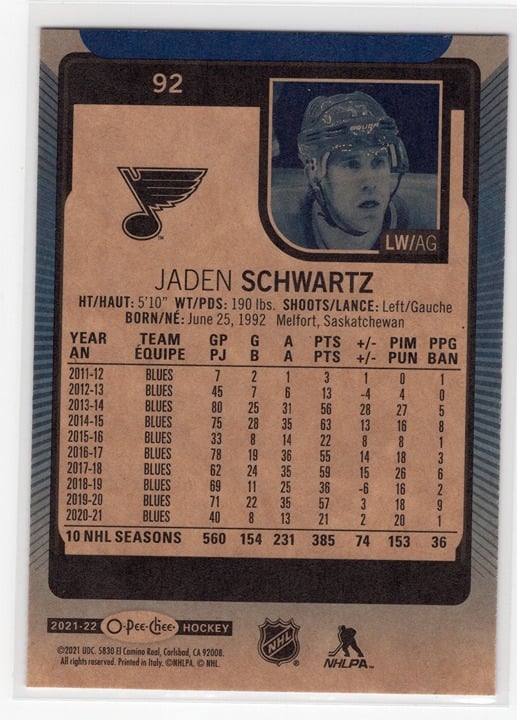 92
BAUER
LW/AG
JADEN SCHWARTZ
HT/HAUT: 5'10" WT/PDS: 190 lbs. SHOOTS/LANCE: Left/Gauche
BORN/NÉ: June 25, 1992 Melfort, Saskatchewan
YEAR TEAM GP G A PTS +/- PIM PPG
AN ÉQUIPE PJ B A PTS +/- PUN BAN
2011-12 BLUES 7 2 1 3 1 0 1
2012-13 BLUES 45 7 6 13 -4 4 0
2013-14 BLUES 80 25 31 56 28 27 5
2014-15 BLUES 75 28 35 63 13 16 8
2015-16 BLUES 33 8 14 22 8 8 1
2016-17 BLUES 78 19 36 55 14 18 3
2017-18 BLUES 62 24 35 59 15 26 6
2018-19 BLUES 69 11 25 36 -6 16 2
2019-20 BLUES 71 22 35 57 3 18 9
2020-21 BLUES 40 8 13 21 2 20 1
10 NHL SEASONS 560 154 231 385 74 153 36
2021-22 O-Pee-Chee HOCKEY
©2021 UDC. 5830 El Camino Real, Carlsbad, CA 92008.
All rights reserved. Printed in Italy. ©NHLPA. © NHL.
NHL
NHLPA™